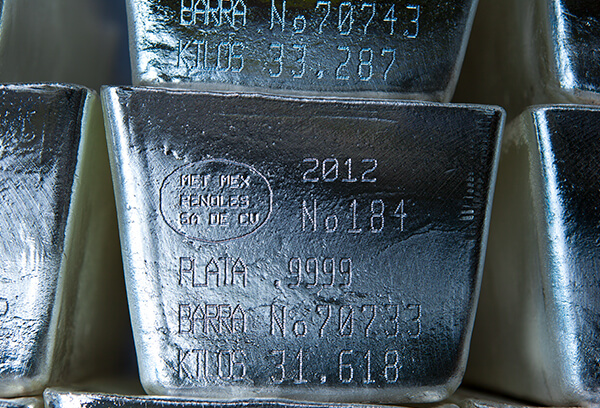 BARRA No70743
KILOS 33,287
MET MEX
PEÑOLES,
SA DE CV
2012
No184
PLATA .9999
BARRA No70733
KILOS 31,618